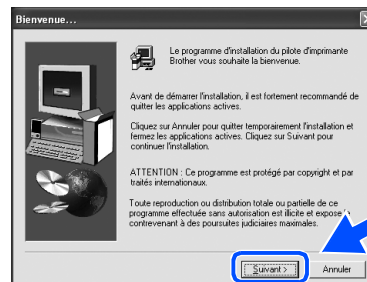 Bienvenue...
Le programme d'installation du pilote d'imprimante
Brother vous souhaite la bienvenue.
Avant de démarrer l'installation, il est fortement recommandé de
quitter les applications actives.
Cliquez sur Annuler pour quitter temporairement l'installation et
fermez les applications actives. Cliquez sur Suivant pour
continuer l'installation.
ATTENTION : Ce programme est protégé par copyright et par
traités internationaux.
Toute reproduction ou distribution totale ou partielle de ce
programme effectuée sans autorisation est illicite et expose
contrevenant à des poursuites judiciaires maximales.
Suivant > Annuler